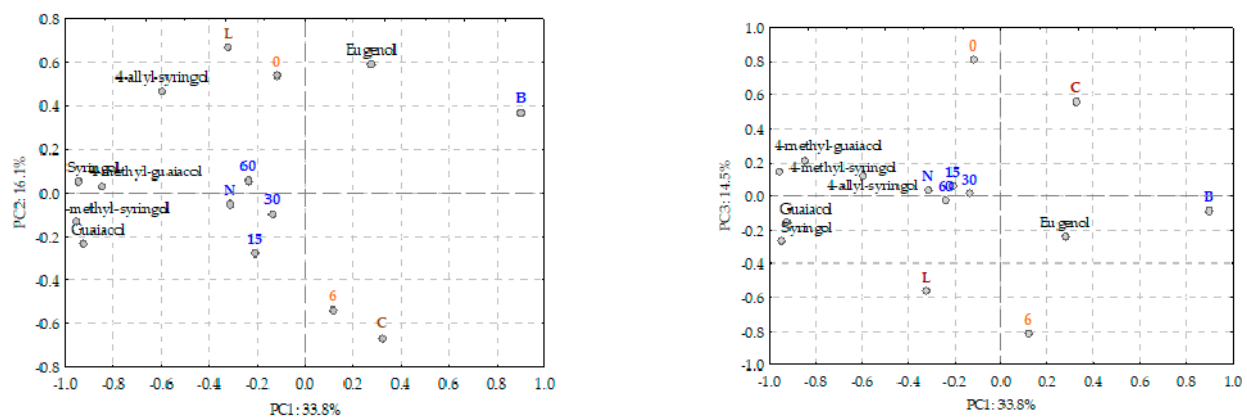 0.8
0.6
0.4
0.2
0.0
-0.2
-0.4
-0.6
-0.8
PC2: 16.1%
L
0
Eugenol
4-allyl-syringol
B
Syringol
4-methyl-guaiacol
60
N
30
-methyl-syringol
Guaiacol
15
6
C
-1.0 -0.8 -0.6 -0.4 -0.2 0.0 0.2 0.4 0.6 0.8 1.0
PC1: 33.8%
1.0
0.8
0.6
0.4
0.2
0.0
-0.2
-0.4
-0.6
-0.8
-1.0
PC3: 14.5%
0
C
4-methyl-guaiacol
4-methyl-syringol
4-allyl-syringol
N
15
60
30
Guaiacol
Syringol
B
Eugenol
L
6
-1.0 -0.8 -0.6 -0.4 -0.2 0.0 0.2 0.4 0.6 0.8 1.0
PC1: 33.8%